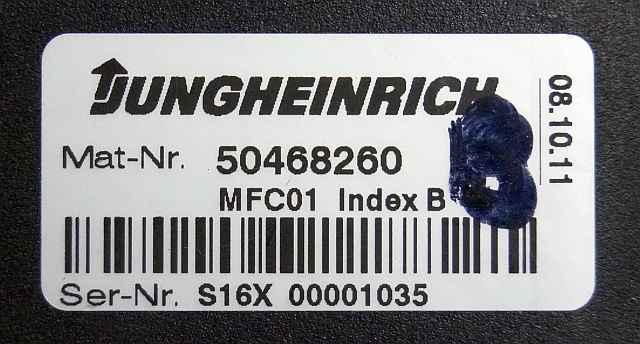 JUNGHEINRICH
Mat-Nr. 50468260
MFC01 Index B
Ser-Nr. S16X 00001035
08.10.11